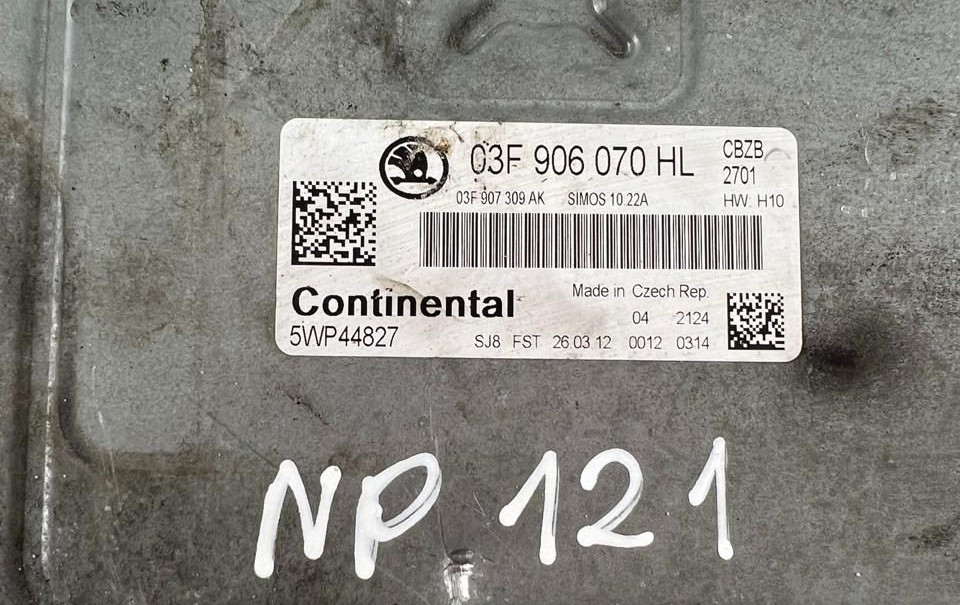 03F 906 070 HL
CBZB
2701
03F 907 309 AK SIMOS 10.22A HW: H10
Continental
Made in Czech Rep.
04 2124
5WP44827
SJ8 FST 26.03.12 0012 0314
NP 121